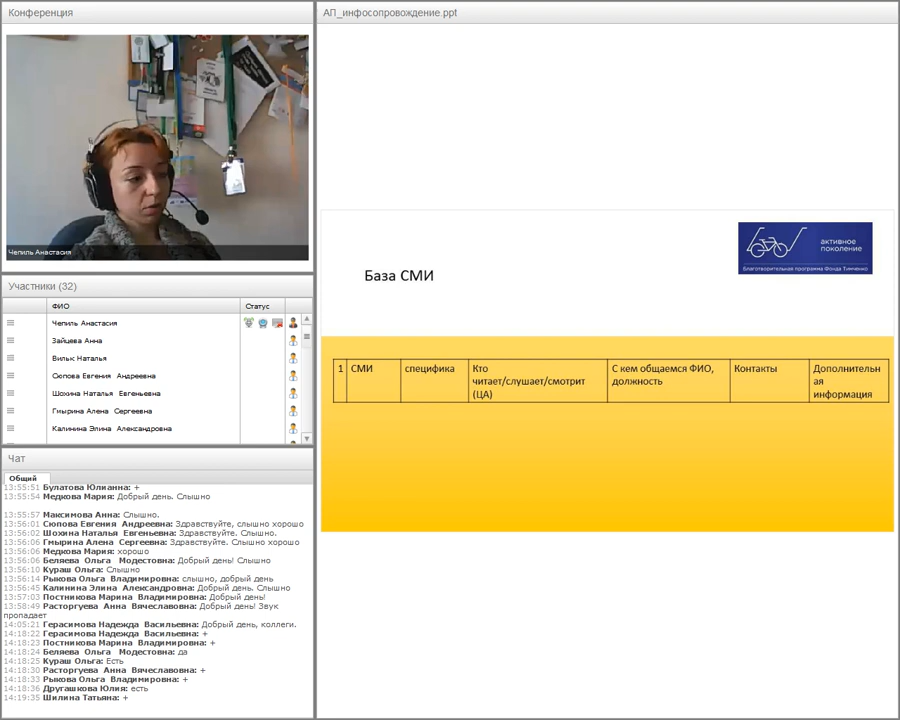 Конференция
Чепиль Анастасия
Участники (32)
ФИО
Статус
Чепиль Анастасия
Зайцева Анна
Вильк Наталья
Сюпова Евгения Андреевна
Шохина Наталья Евгеньевна
Гмырина Алена Сергеевна
Калинина Элина Александровна
Чат
Общий
13:55:51 Булатова Юлианна: +
13:55:54 Медкова Мария: Добрый день. Слышно
13:55:57 Максимова Анна: Слышно.
13:56:01 Сюпова Евгения Андреевна: Здравствуйте, слышно хорошо
13:56:02 Шохина Наталья Евгеньевна: Здравствуйте. Слышно.
13:56:06 Гмырина Алена Сергеевна: Здравствуйте. Слышно хорошо
13:56:06 Медкова Мария: хорошо
13:56:06 Беляева Ольга Модестовна: Добрый день! Слышно
13:56:10 Кураш Ольга: Слышно
13:56:14 Рыкова Ольга Владимировна: слышно, добрый день
13:56:45 Калинина Элина Александровна: Добрый день. Слышно
13:57:03 Постникова Марина Владимировна: Добрый день!
13:58:49 Расторгуева Анна Вячеславовна: Добрый день! Звук
пропадает
14:05:21 Герасимова Надежда Васильевна: Добрый день, коллеги.
14:18:22 Герасимова Надежда Васильевна: +
14:18:23 Постникова Марина Владимировна: +
14:18:24 Беляева Ольга Модестовна: да
14:18:25 Кураш Ольга: Есть
14:18:30 Расторгуева Анна Вячеславовна: +
14:18:33 Рыкова Ольга Владимировна: +
14:18:36 Другашкова Юлия: есть
14:19:35 Шилина Татьяна: +
АП_инфосопровождение.ppt
активное
поколение
Благотворительная программа Фонда Тимченко
База СМИ
1
СМИ
специфика
Кто
читает/слушает/смотрит
(ЦА)
С кем общаемся ФИО,
должность
Контакты
Дополнительн
ая
информация